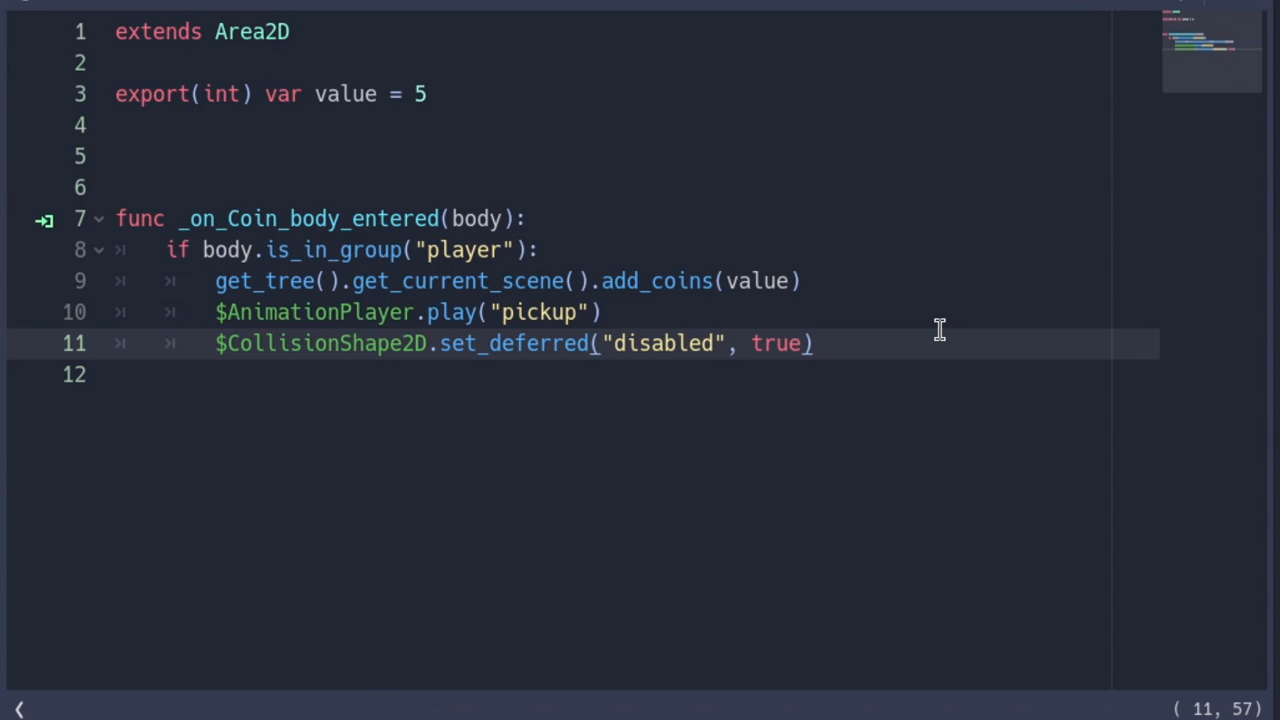 1 extends Area2D
2
3 export(int) var value = 5
4
5
6
7 func _on_Coin_body_entered(body):
8 if body.is_in_group("player"):
9 get_tree().get_current_scene().add_coins(value)
10 $AnimationPlayer.play("pickup")
11 $CollisionShape2D.set_deferred("disabled", true)
12
( 11, 57)